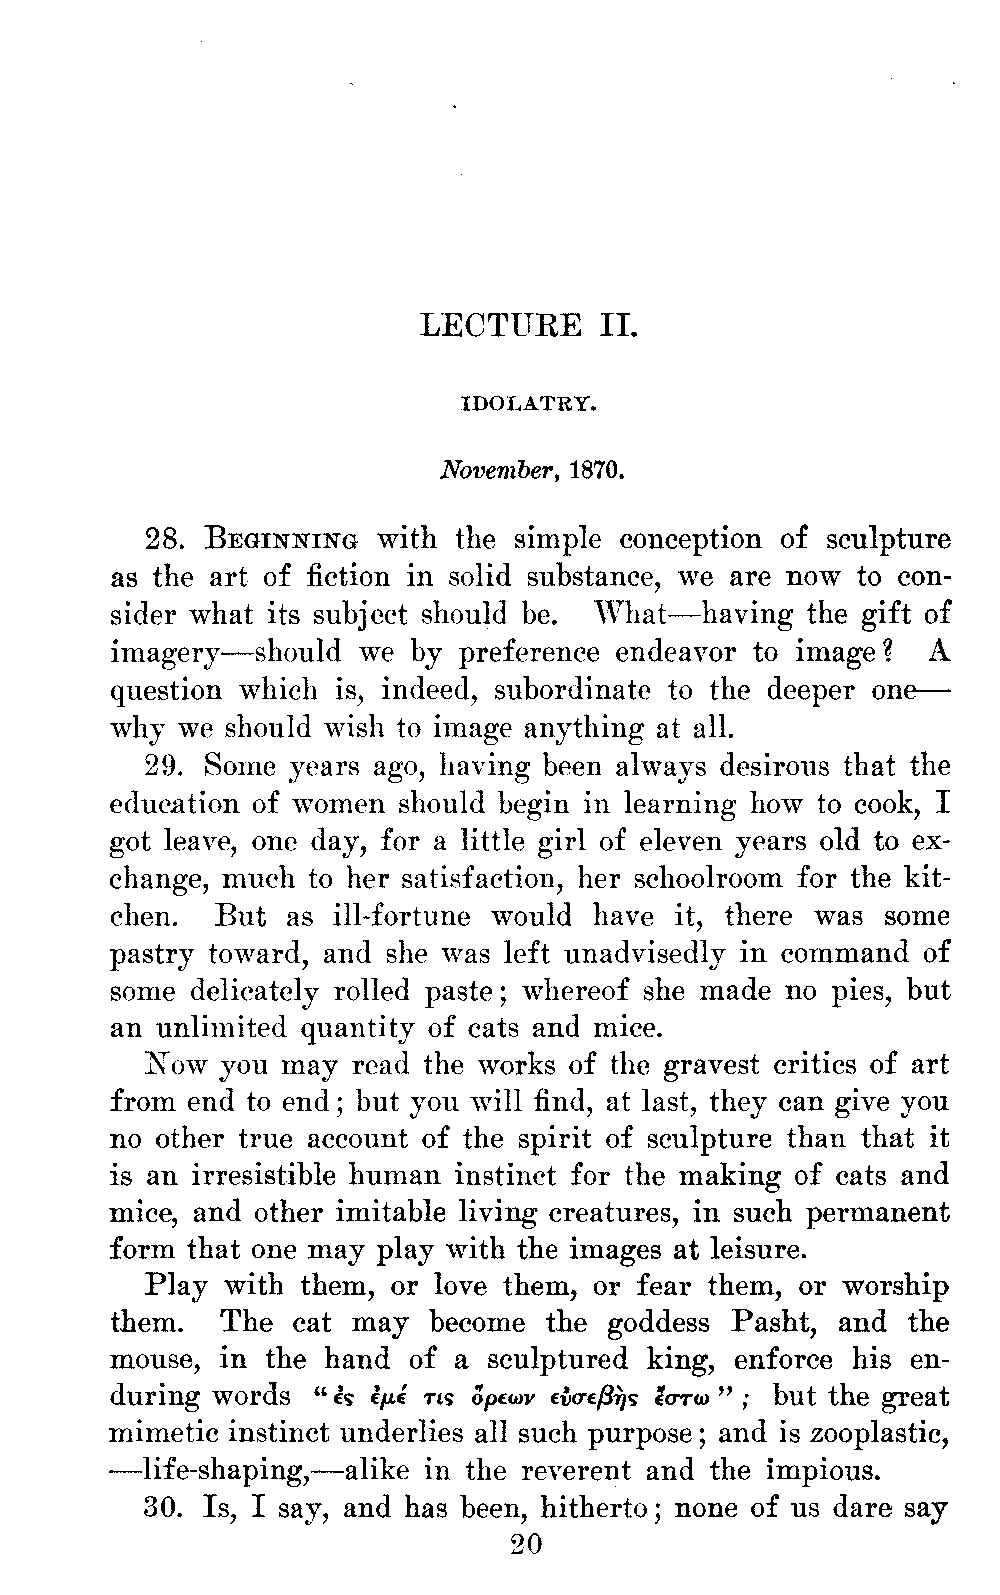 LECTURE II.
IDOLATRY.
November, 1870.
28. BEGINNING with the simple conception of sculpture
as the art of fiction in solid substance, we are now to con-
sider what its subject should be. What—having the gift of
imagery—should we by preference endeavor to image? A
question which is, indeed, subordinate to the deeper one—
why we should wish to image anything at all.
29. Some years ago, having been always desirous that the
education of women should begin in learning how to cook, I
got leave, one day, for a little girl of eleven years old to ex-
change, much to her satisfaction, her schoolroom for the kit-
chen. But as ill-fortune would have it, there was some
pastry toward, and she was left unadvisedly in command of
some delicately rolled paste; whereof she made no pies, but
an unlimited quantity of cats and mice.
Now you may read the works of the gravest critics of art
from end to end; but you will find, at last, they can give you
no other true account of the spirit of sculpture than that it
is an irresistible human instinct for the making of cats and
mice, and other imitable living creatures, in such permanent
form that one may play with the images at leisure.
Play with them, or love them, or fear them, or worship
them. The cat may become the goddess Pasht, and the
mouse, in the hand of a sculptured king, enforce his en-
during words “ἐς ἐμέ τις ὅρεων εὐσεβὴς ἔστω”; but the great
mimetic instinct underlies all such purpose; and is zooplastic,
—life-shaping,—alike in the reverent and the impious.
30. Is, I say, and has been, hitherto; none of us dare say
20